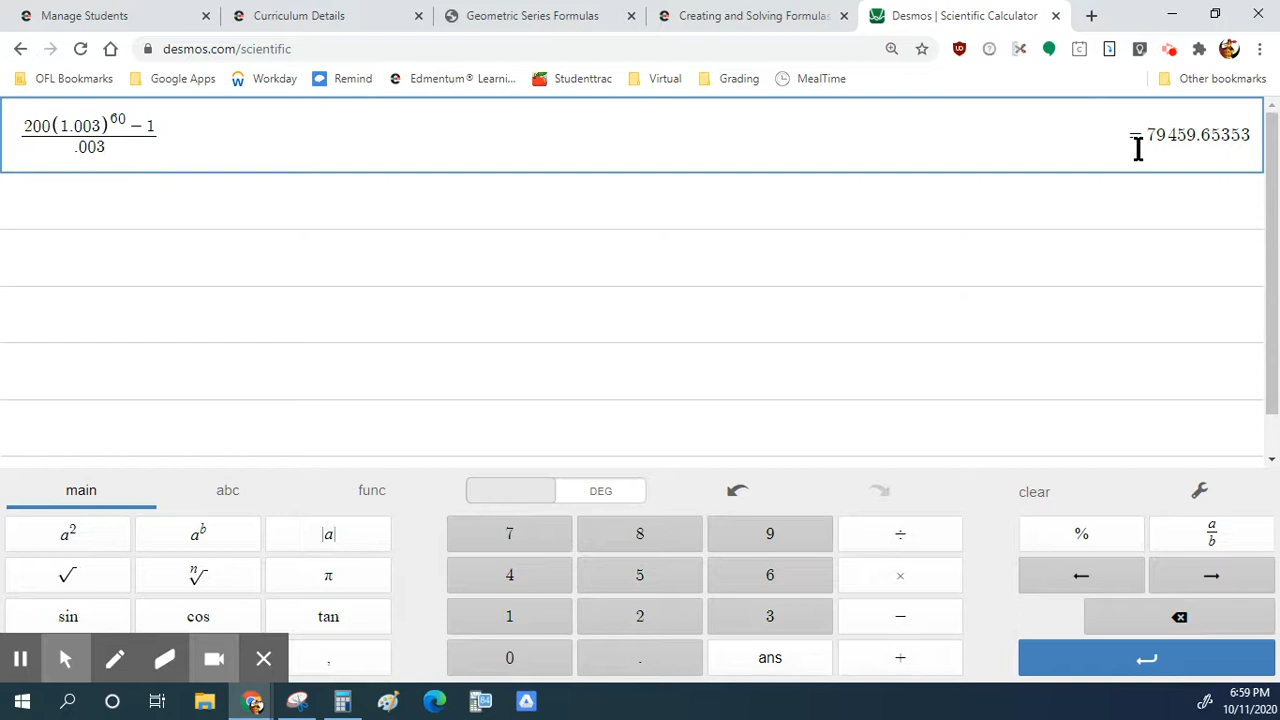 Manage Students
Curriculum Details
Geometric Series Formulas
Creating and Solving Formulas
Desmos | Scientific Calculator
desmos.com/scientific
OFL Bookmarks
Google Apps
Workday
Remind
Edmentum® Learni...
Studenttrac
Virtual
Grading
MealTime
Other bookmarks
200(1.003)^60 − 1
.003
= 79459.65353
main
abc
func
DEG
clear
a²
aᵇ
|a|
7
8
9
÷
%
a
b
√
ⁿ√
π
4
5
6
×
←
→
sin
cos
tan
1
2
3
−
,
0
.
ans
+
64
6:59 PM
10/11/2020